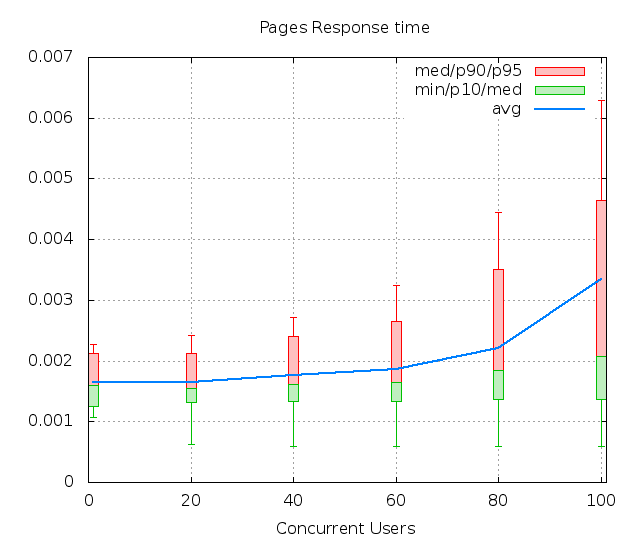 Pages Response time
0.007
0.006
0.005
0.004
0.003
0.002
0.001
0
med/p90/p95
min/p10/med
avg
0 20 40 60 80 100
Concurrent Users